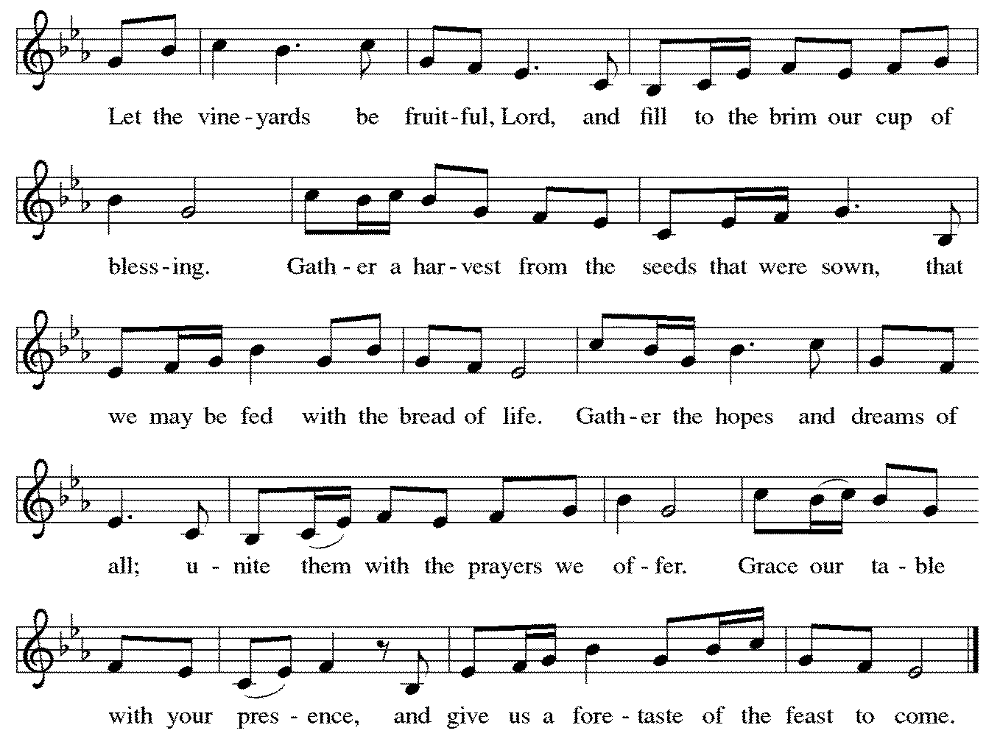 Let the vine-yards be fruit-ful, Lord, and fill to the brim our cup of
bless-ing. Gath-er a har-vest from the seeds that were sown, that
we may be fed with the bread of life. Gath-er the hopes and dreams of
all; u-nite them with the prayers we of-fer. Grace our ta-ble
with your pres-ence, and give us a fore-taste of the feast to come.